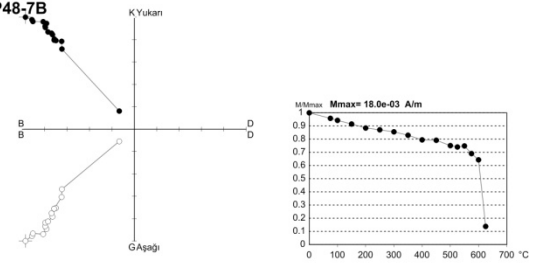 P48-7B
K Yukarı
B D
B D
G Aşağı
M/Mmax Mmax= 18.0e-03 A/m
1
0.9
0.8
0.7
0.6
0.5
0.4
0.3
0.2
0.1
0
0 100 200 300 400 500 600 700 °C